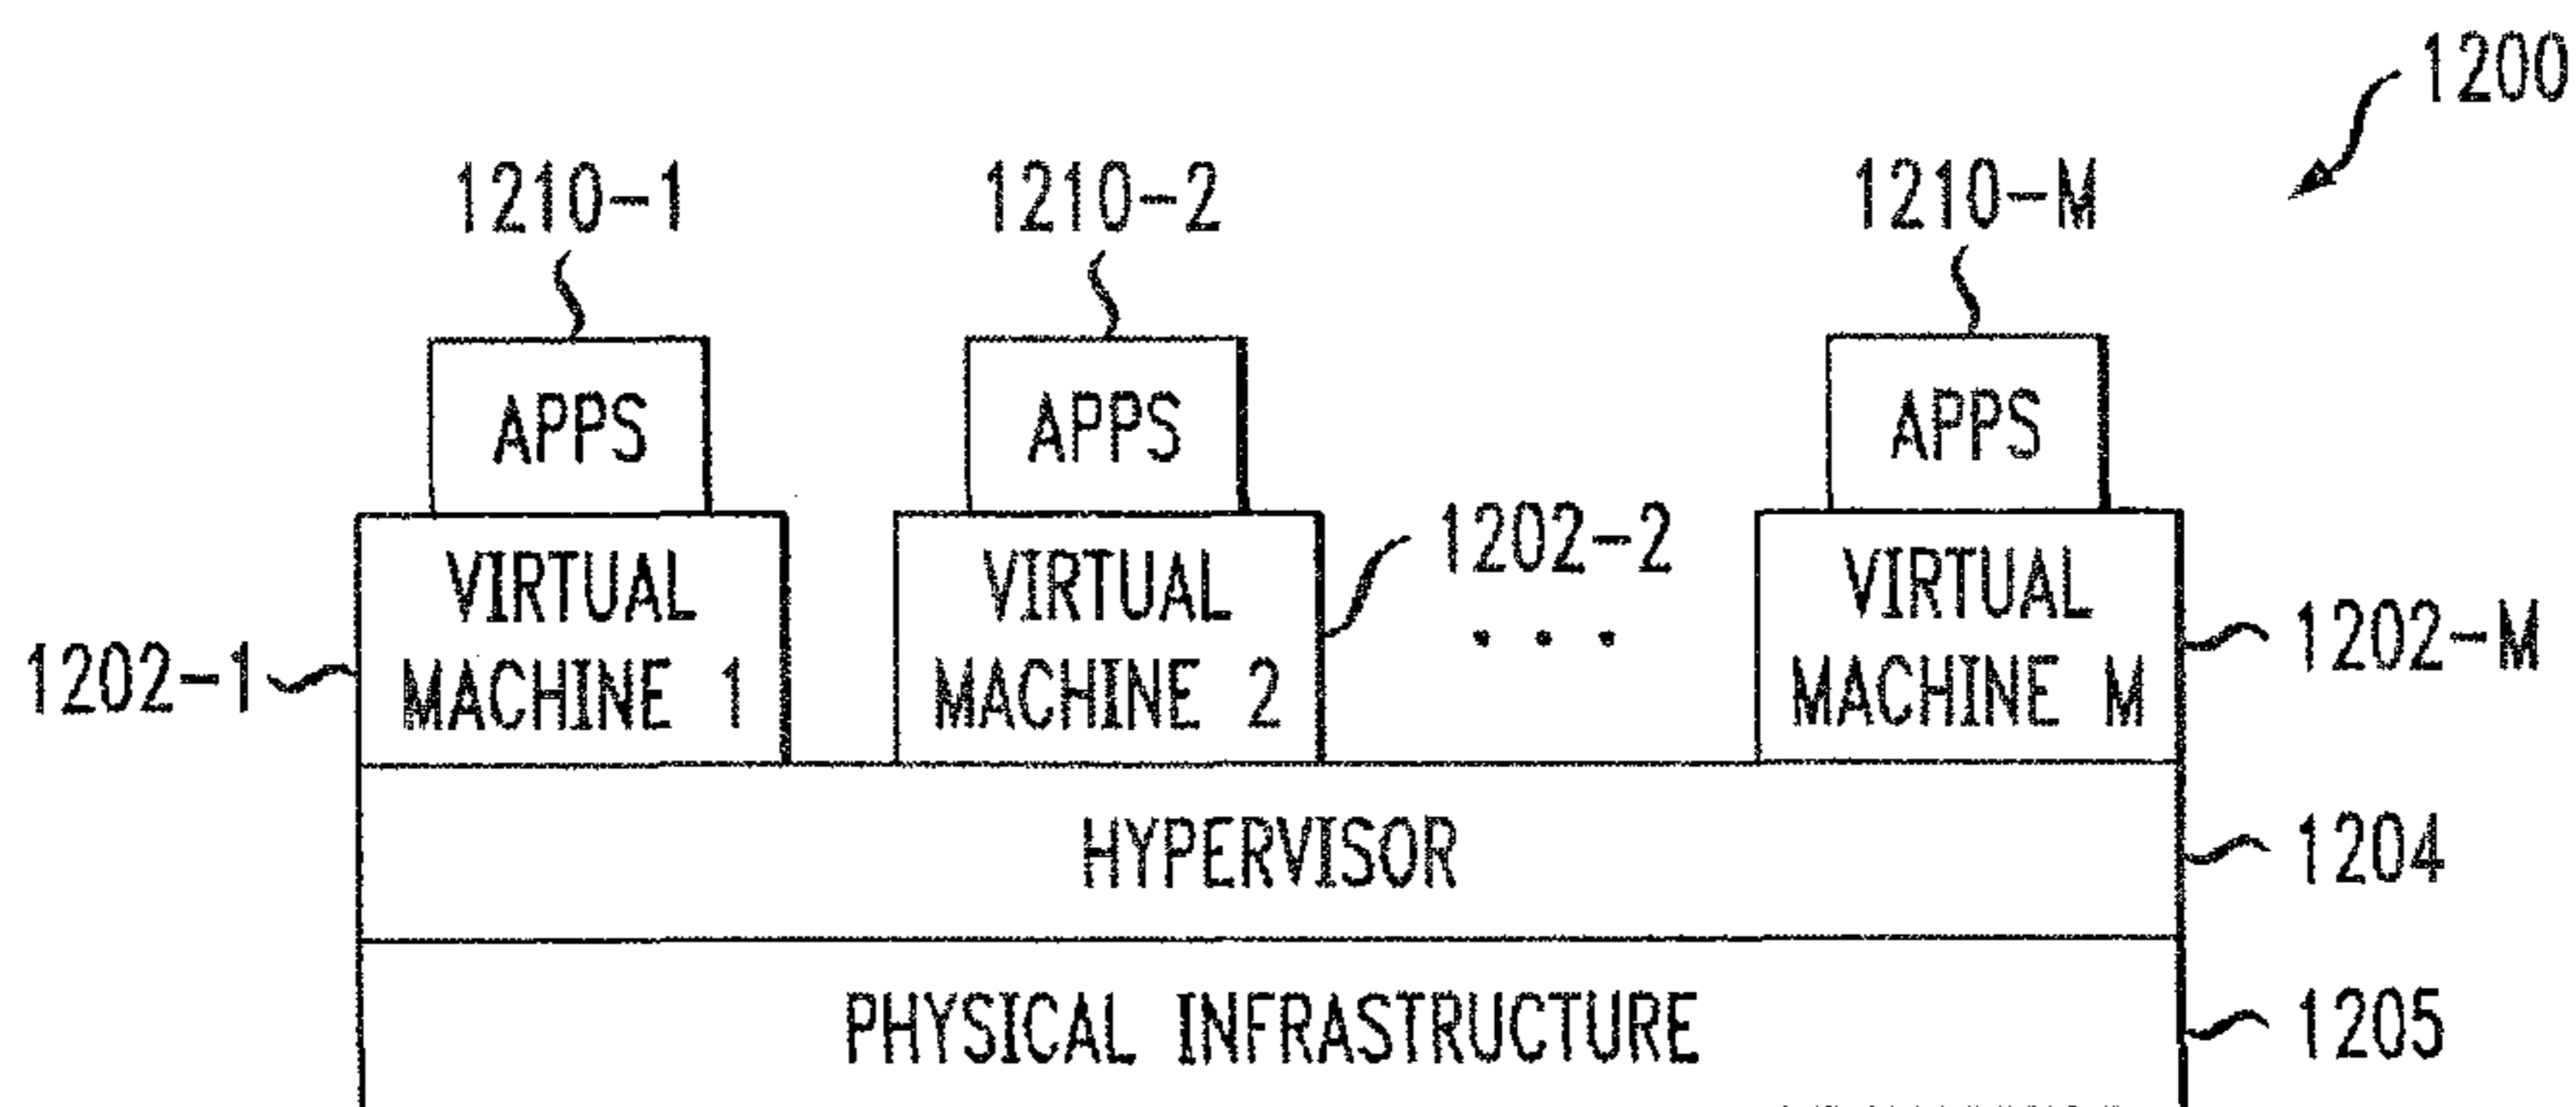 1200
1210-1 1210-2 1210-M
APPS APPS APPS
1202-2
VIRTUAL MACHINE 1
VIRTUAL MACHINE 2
. . .
VIRTUAL MACHINE M
1202-1
1202-M
HYPERVISOR
1204
PHYSICAL INFRASTRUCTURE
1205